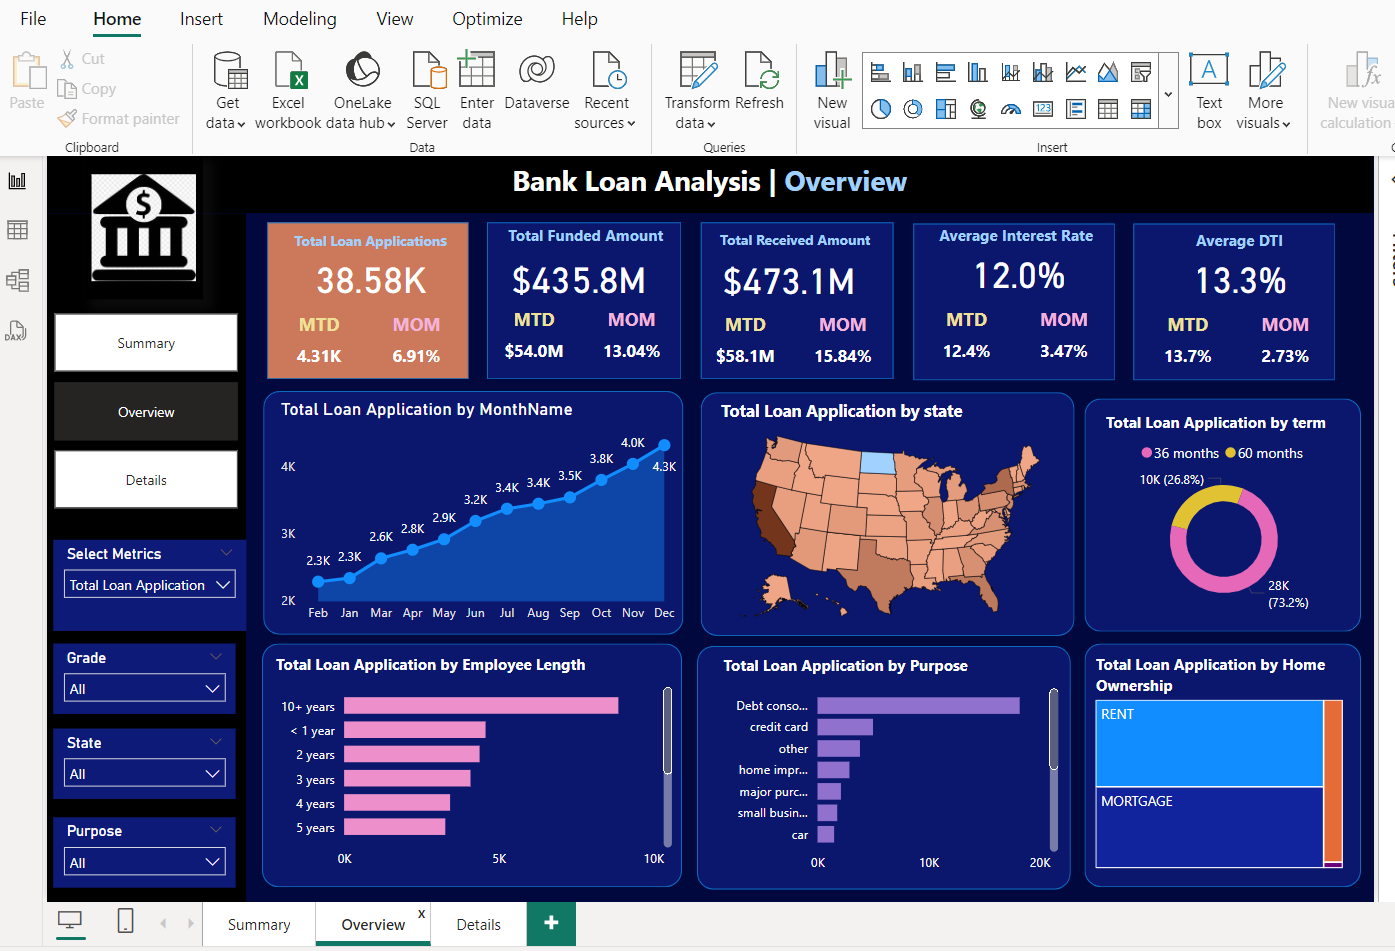 File Home Insert Modeling View Optimize Help
Paste
Cut
Copy
Format painter
Clipboard
Get data
Excel workbook
OneLake data hub
SQL Server
Enter data
Dataverse
Recent sources
Data
Transform data
Refresh
Queries
New visual
123
A
Text box
More visuals
Insert
New visual
calculation
fx
DAX
$
Bank Loan Analysis | Overview
Summary
Overview
Details
Select Metrics
Total Loan Application
Grade
All
State
All
Purpose
All
Total Loan Applications
38.58K
MTD MOM
4.31K 6.91%
Total Funded Amount
$435.8M
MTD MOM
$54.0M 13.04%
Total Received Amount
$473.1M
MTD MOM
$58.1M 15.84%
Average Interest Rate
12.0%
MTD MOM
12.4% 3.47%
Average DTI
13.3%
MTD MOM
13.7% 2.73%
Total Loan Application by MonthName
4K
3K
2K
2.3K 2.3K 2.6K 2.8K 2.9K 3.2K 3.4K 3.4K 3.5K 3.8K 4.0K 4.3K
Feb Jan Mar Apr May Jun Jul Aug Sep Oct Nov Dec
Total Loan Application by state
Total Loan Application by term
36 months 60 months
10K (26.8%)
28K
(73.2%)
Total Loan Application by Employee Length
10+ years
< 1 year
2 years
3 years
4 years
5 years
0K 5K 10K
Total Loan Application by Purpose
Debt conso...
credit card
other
home impr...
major purc...
small busin...
car
0K 10K 20K
Total Loan Application by Home
Ownership
RENT
MORTGAGE
Summary
Overview
x
Details
+